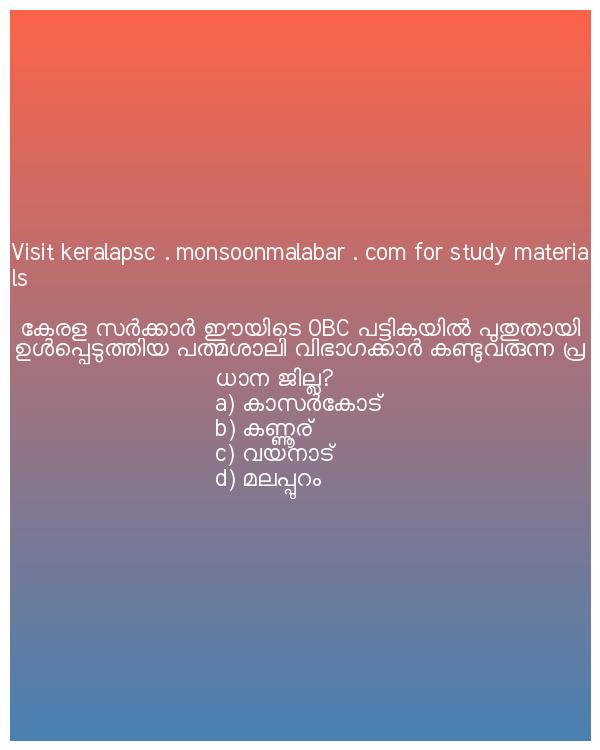 Visit keralapsc . monsoonmalabar . com for study materia
ls
കേരള സർക്കാർ ഈയിടെ OBC പട്ടികയിൽ പുതുതായി
ഉൾപ്പെടുത്തിയ പത്മശാലി വിഭാഗക്കാർ കണ്ടുവരുന്ന പ്ര
ധാന ജില്ല?
a) കാസർകോട്
b) കണ്ണൂര്
c) വയനാട്
d) മലപ്പുറം